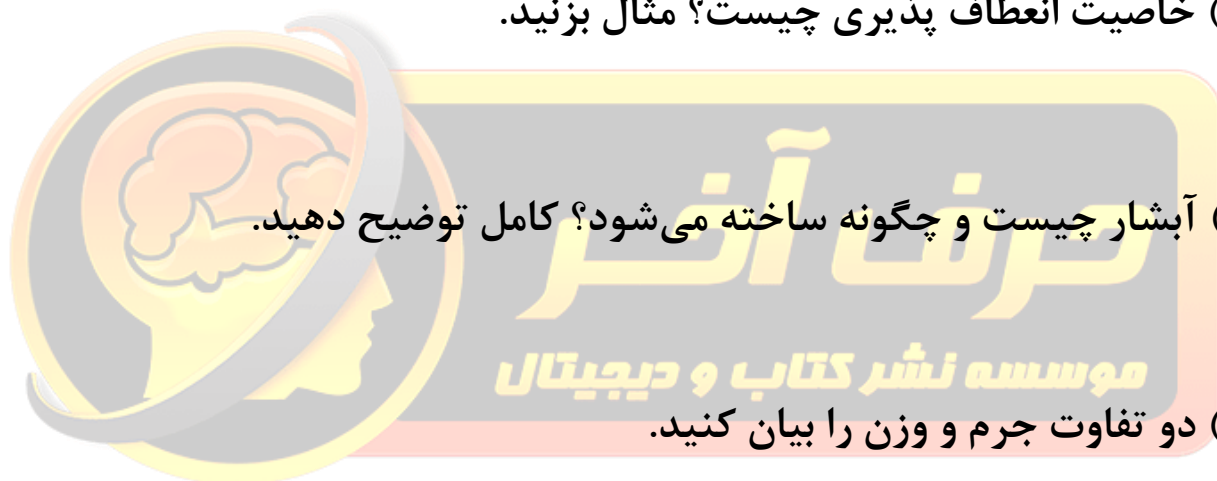 ) خاصیت انعطاف پذیری چیست؟ مثال بزنید.
) آبشار چیست و چگونه ساخته می‌شود؟ کامل توضیح دهید.
حرف آخر
موسسه نشر کتاب و دیجیتال
) دو تفاوت جرم و وزن را بیان کنید.